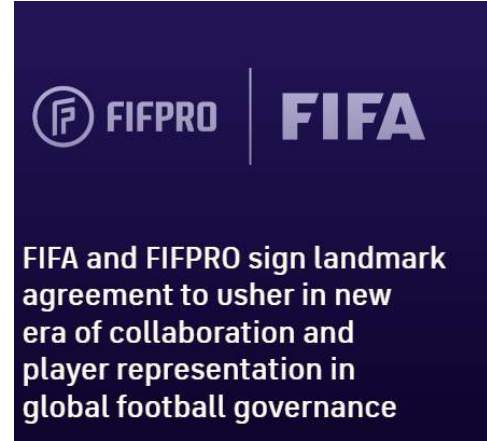 FIFPRO FIFA
FIFA and FIFPRO sign landmark
agreement to usher in new
era of collaboration and
player representation in
global football governance